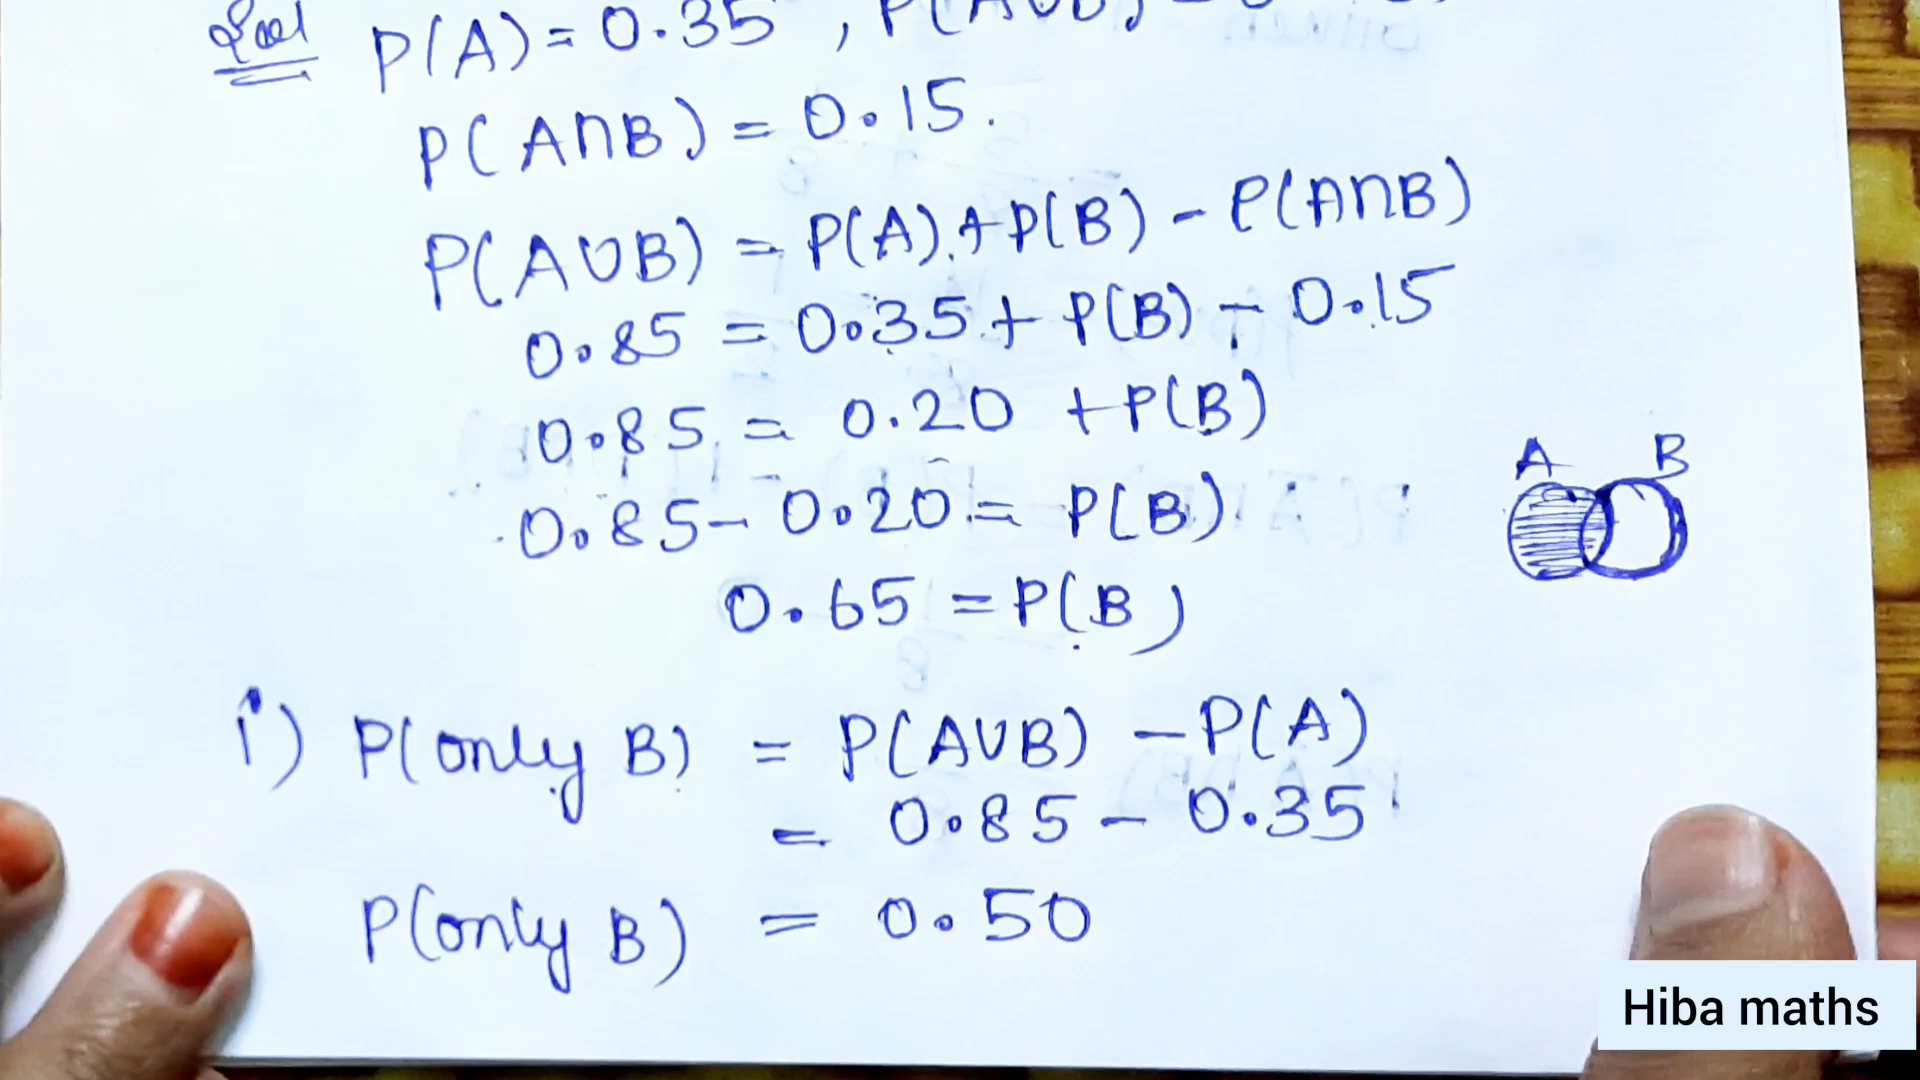 Sol P(A) = 0.35 , P(AUB)
P(A∩B) = 0.15.
P(A∪B) = P(A) + P(B) - P(A∩B)
0.85 = 0.35 + P(B) - 0.15
0.85 = 0.20 + P(B)
0.85 - 0.20 = P(B)
A B
0.65 = P(B)
i) P(only B) = P(A∪B) - P(A)
= 0.85 - 0.35
P(only B) = 0.50
Hiba maths